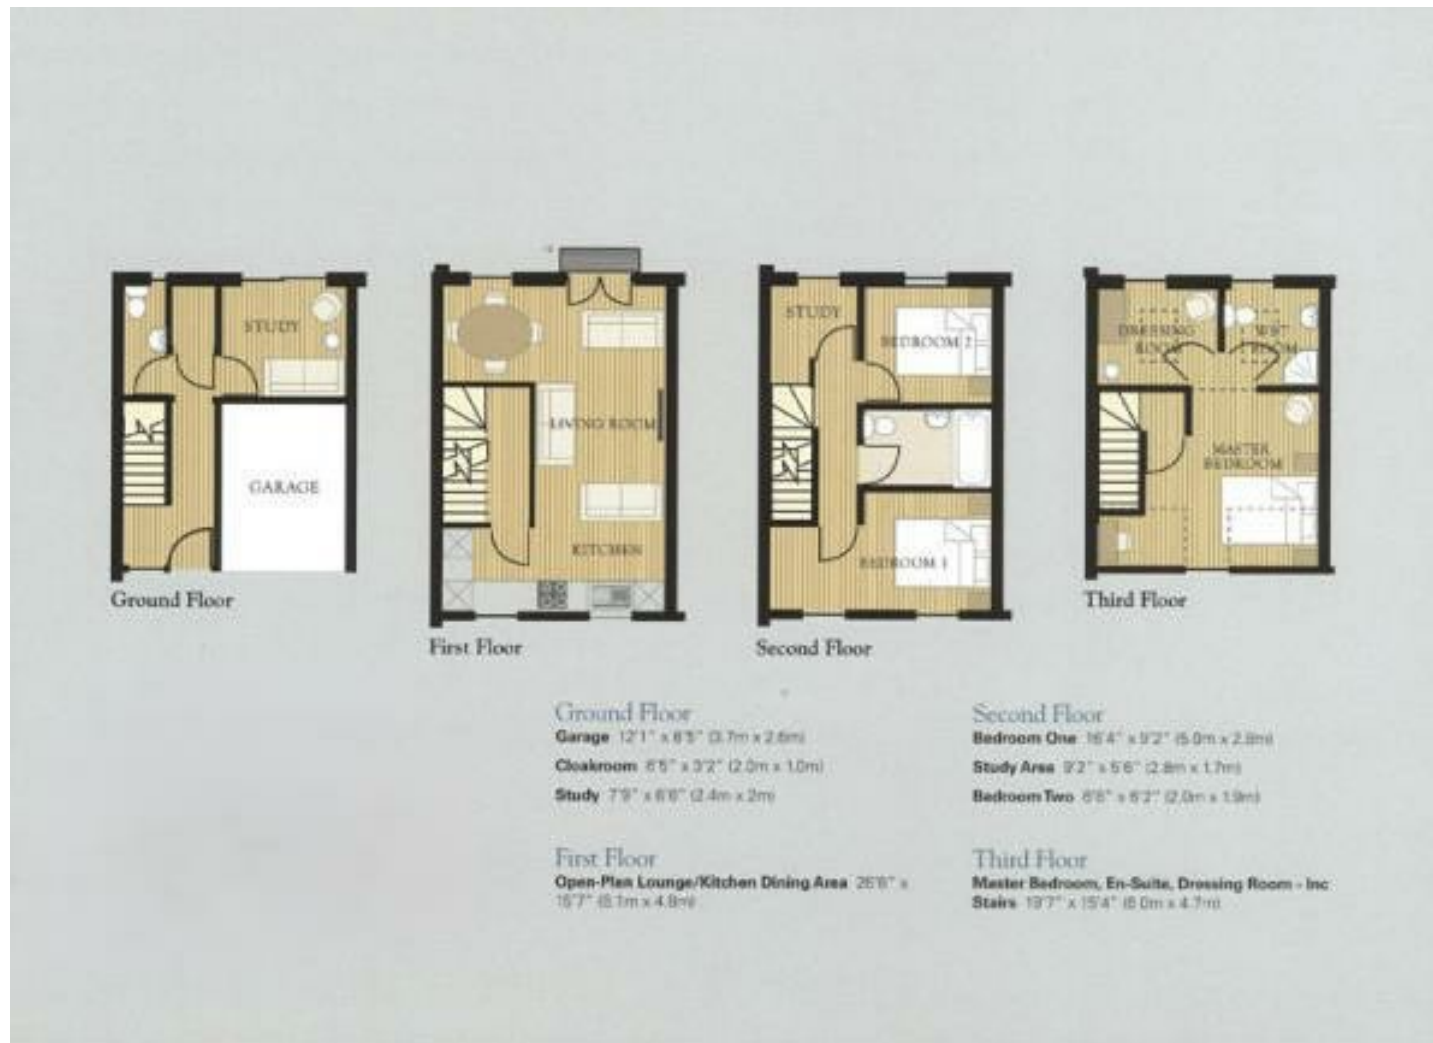 STUDY
GARAGE
Ground Floor
LIVING ROOM
KITCHEN
First Floor
STUDY
BEDROOM 2
BEDROOM 1
Second Floor
DRESSING
ROOM
WET
ROOM
MASTER
BEDROOM
Third Floor
Ground Floor
Garage 12'1" x 8'5" (3.7m x 2.6m)
Cloakroom 6'5" x 3'2" (2.0m x 1.0m)
Study 7'9" x 6'6" (2.4m x 2m)
First Floor
Open-Plan Lounge/Kitchen Dining Area 26'8" x
15'7" (8.1m x 4.8m)
Second Floor
Bedroom One 16'4" x 9'2" (5.0m x 2.8m)
Study Area 9'2" x 5'6" (2.8m x 1.7m)
Bedroom Two 6'6" x 6'2" (2.0m x 1.9m)
Third Floor
Master Bedroom, En-Suite, Dressing Room - Inc
Stairs 19'7" x 15'4" (6.0m x 4.7m)